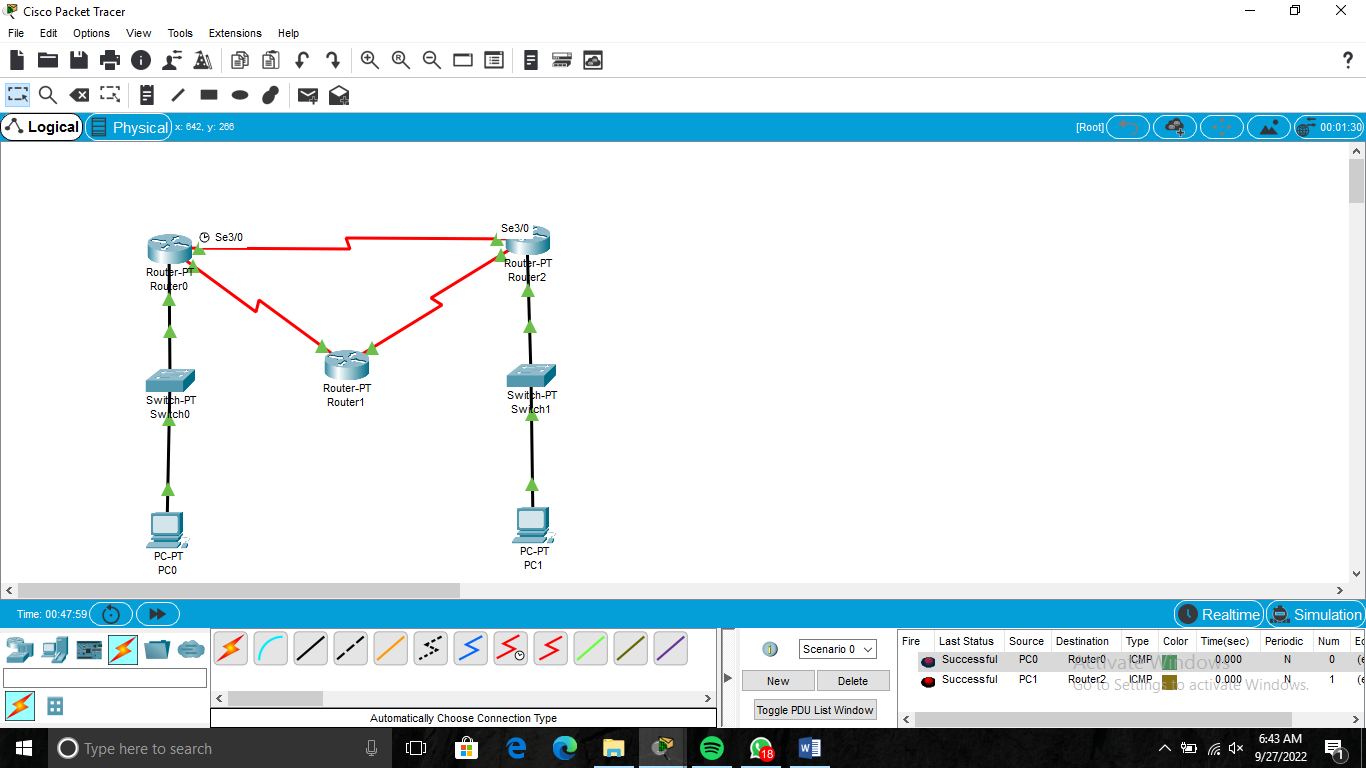 Cisco Packet Tracer
File Edit Options View Tools Extensions Help
R
?
Logical Physical x: 642, y: 266 [Root] 00:01:30
Se3/0 Se3/0
Router-PT
Router0
Router-PT
Router2
Router-PT
Router1
Switch-PT
Switch0
Switch-PT
Switch1
PC-PT
PC0
PC-PT
PC1
Time: 00:47:59 Realtime Simulation
Scenario 0
New Delete
Toggle PDU List Window
Fire Last Status Source Destination Type Color Time(sec) Periodic Num
Successful PC0 Router0 ICMP 0.000 N 0
Successful PC1 Router2 ICMP 0.000 N 1
Activate Windows
Go to Settings to activate Windows.
Automatically Choose Connection Type
Type here to search
18
6:43 AM
9/27/2022
1